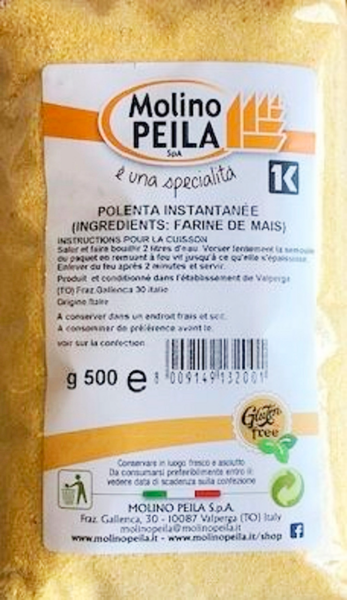 Molino
PEILA
SpA
è una specialità
1K
POLENTA INSTANTANÉE
(INGREDIENTS: FARINE DE MAIS)
INSTRUCTIONS POUR LA CUISSON
Saler et faire bouillir 2 litres d'eau. Verser lentement la semoule
du paquet en remuant à feu vif jusqu'à ce qu'elle s'épaississe.
Enlever du feu après 2 minutes et servir.
Produit et conditionné dans l'établissement de Valperga
(TO) Fraz. Gallenca 30 italie
Origine Italie
A conserver dans un endroit frais et sec.
A consommer de préférence avant le
voir sur la confection
g 500 e
8 009149 132001
Gluten
free
Conservare in luogo fresco e asciutto
Da consumarsi preferibilmente entro il:
vedere data di scadenza sulla confezione
MOLINO PEILA S.p.A.
Fraz. Gallenca, 30 - 10087 Valperga (TO) Italy
molinopeila@molinopeila.it
www.molinopeila.it - www.molinopeila.it/shop
f